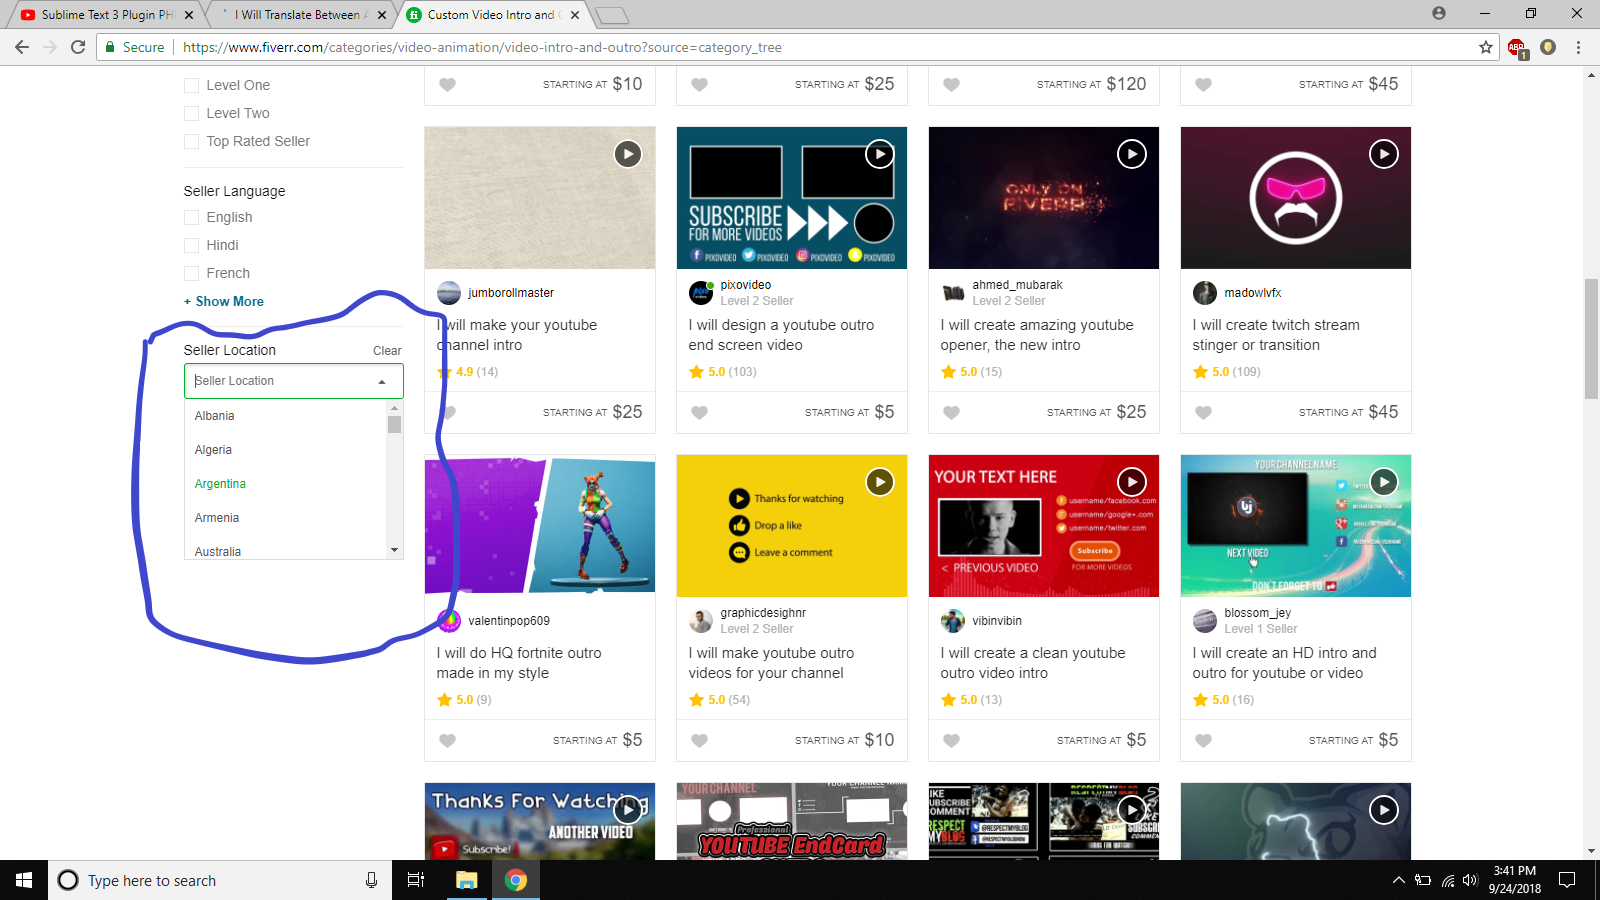 Sublime Text 3 Plugin PH
I Will Translate Between
Custom Video Intro and
Secure
https://www.fiverr.com/categories/video-animation/video-intro-and-outro?source=category_tree
ABP
1
Level One
Level Two
Top Rated Seller
Seller Language
English
Hindi
French
+ Show More
Seller Location
Clear
Seller Location
Albania
Algeria
Argentina
Armenia
Australia
STARTING AT $10
STARTING AT $25
STARTING AT $120
STARTING AT $45
jumborollmaster
I will make your youtube
channel intro
4.9 (14)
STARTING AT $25
SUBSCRIBE
FOR MORE VIDEOS
PIXOVIDEO PIXOVIDEO PIXOVIDEO PIXOVIDEO
pixovideo
Level 2 Seller
I will design a youtube outro
end screen video
5.0 (103)
STARTING AT $5
ONLY ON
FIVERR
ahmed_mubarak
Level 2 Seller
I will create amazing youtube
opener, the new intro
5.0 (15)
STARTING AT $25
madowlvfx
I will create twitch stream
stinger or transition
5.0 (109)
STARTING AT $45
valentinpop609
I will do HQ fortnite outro
made in my style
5.0 (9)
STARTING AT $5
Thanks for watching
Drop a like
Leave a comment
graphicdesighnr
Level 2 Seller
I will make youtube outro
videos for your channel
5.0 (54)
STARTING AT $10
YOUR TEXT HERE
username/facebook.com
username/google+.com
username/twitter.com
Subscribe
FOR MORE VIDEOS
< PREVIOUS VIDEO
vibinvibin
I will create a clean youtube
outro video intro
5.0 (13)
STARTING AT $5
YOUR CHANNEL NAME
NEXT VIDEO
DON'T FORGET TO
blossom_jey
Level 1 Seller
I will create an HD intro and
outro for youtube or video
5.0 (16)
STARTING AT $5
Thanks For Watching
ANOTHER VIDEO
Subscribe!
YOUR CHANNEL
Professional
YOUTUBE EndCard
SUBSCRIBE
COMMENT
RESPECT
MYBLOG
@RESPECTMYBLOG
RESPECTMYBLOG
Type here to search
3:41 PM
9/24/2018